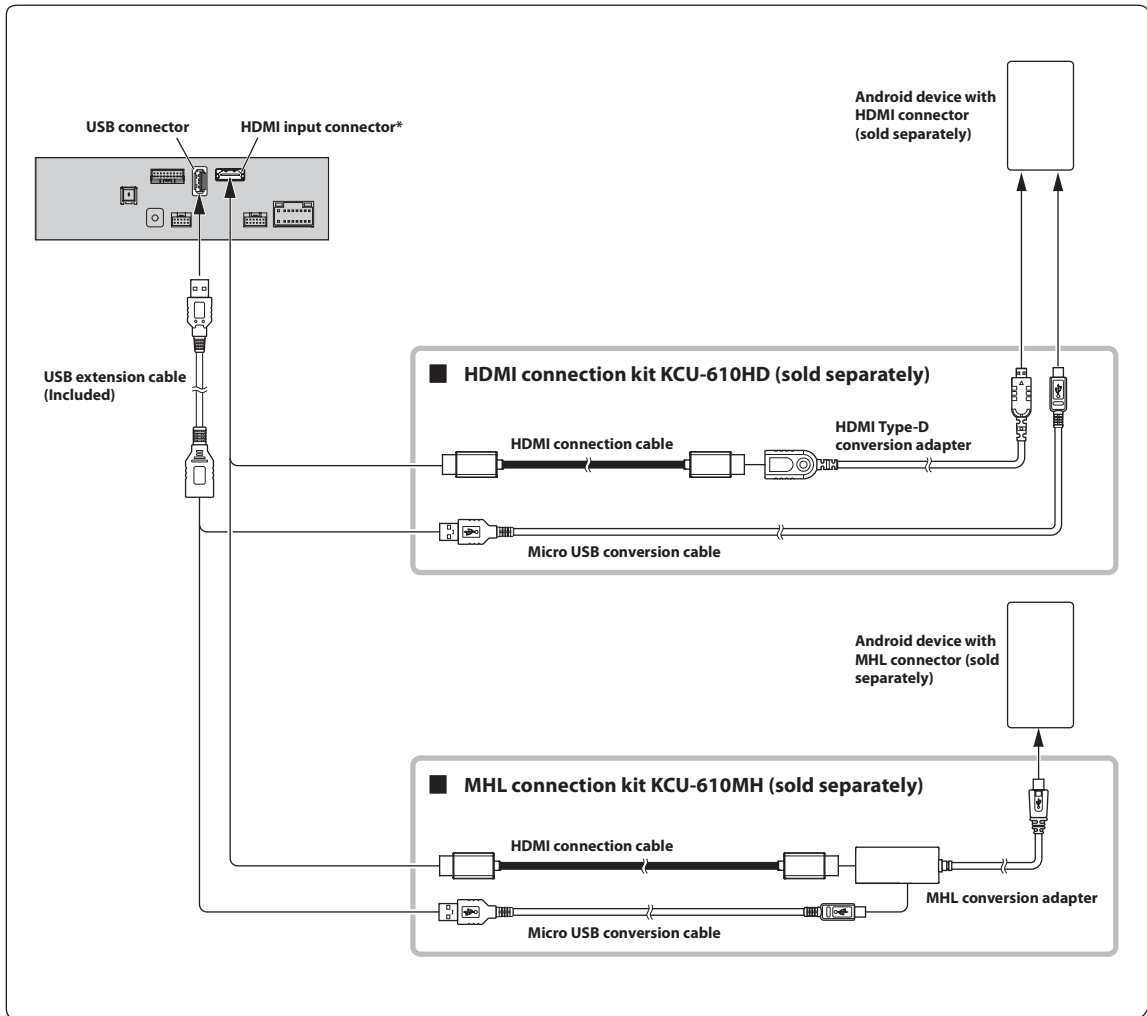 Android device with
HDMI connector
(sold separately)
USB connector
HDMI input connector*
USB extension cable
(Included)
■ HDMI connection kit KCU-610HD (sold separately)
HDMI connection cable
HDMI Type-D
conversion adapter
Micro USB conversion cable
Android device with
MHL connector (sold
separately)
■ MHL connection kit KCU-610MH (sold separately)
HDMI connection cable
MHL conversion adapter
Micro USB conversion cable